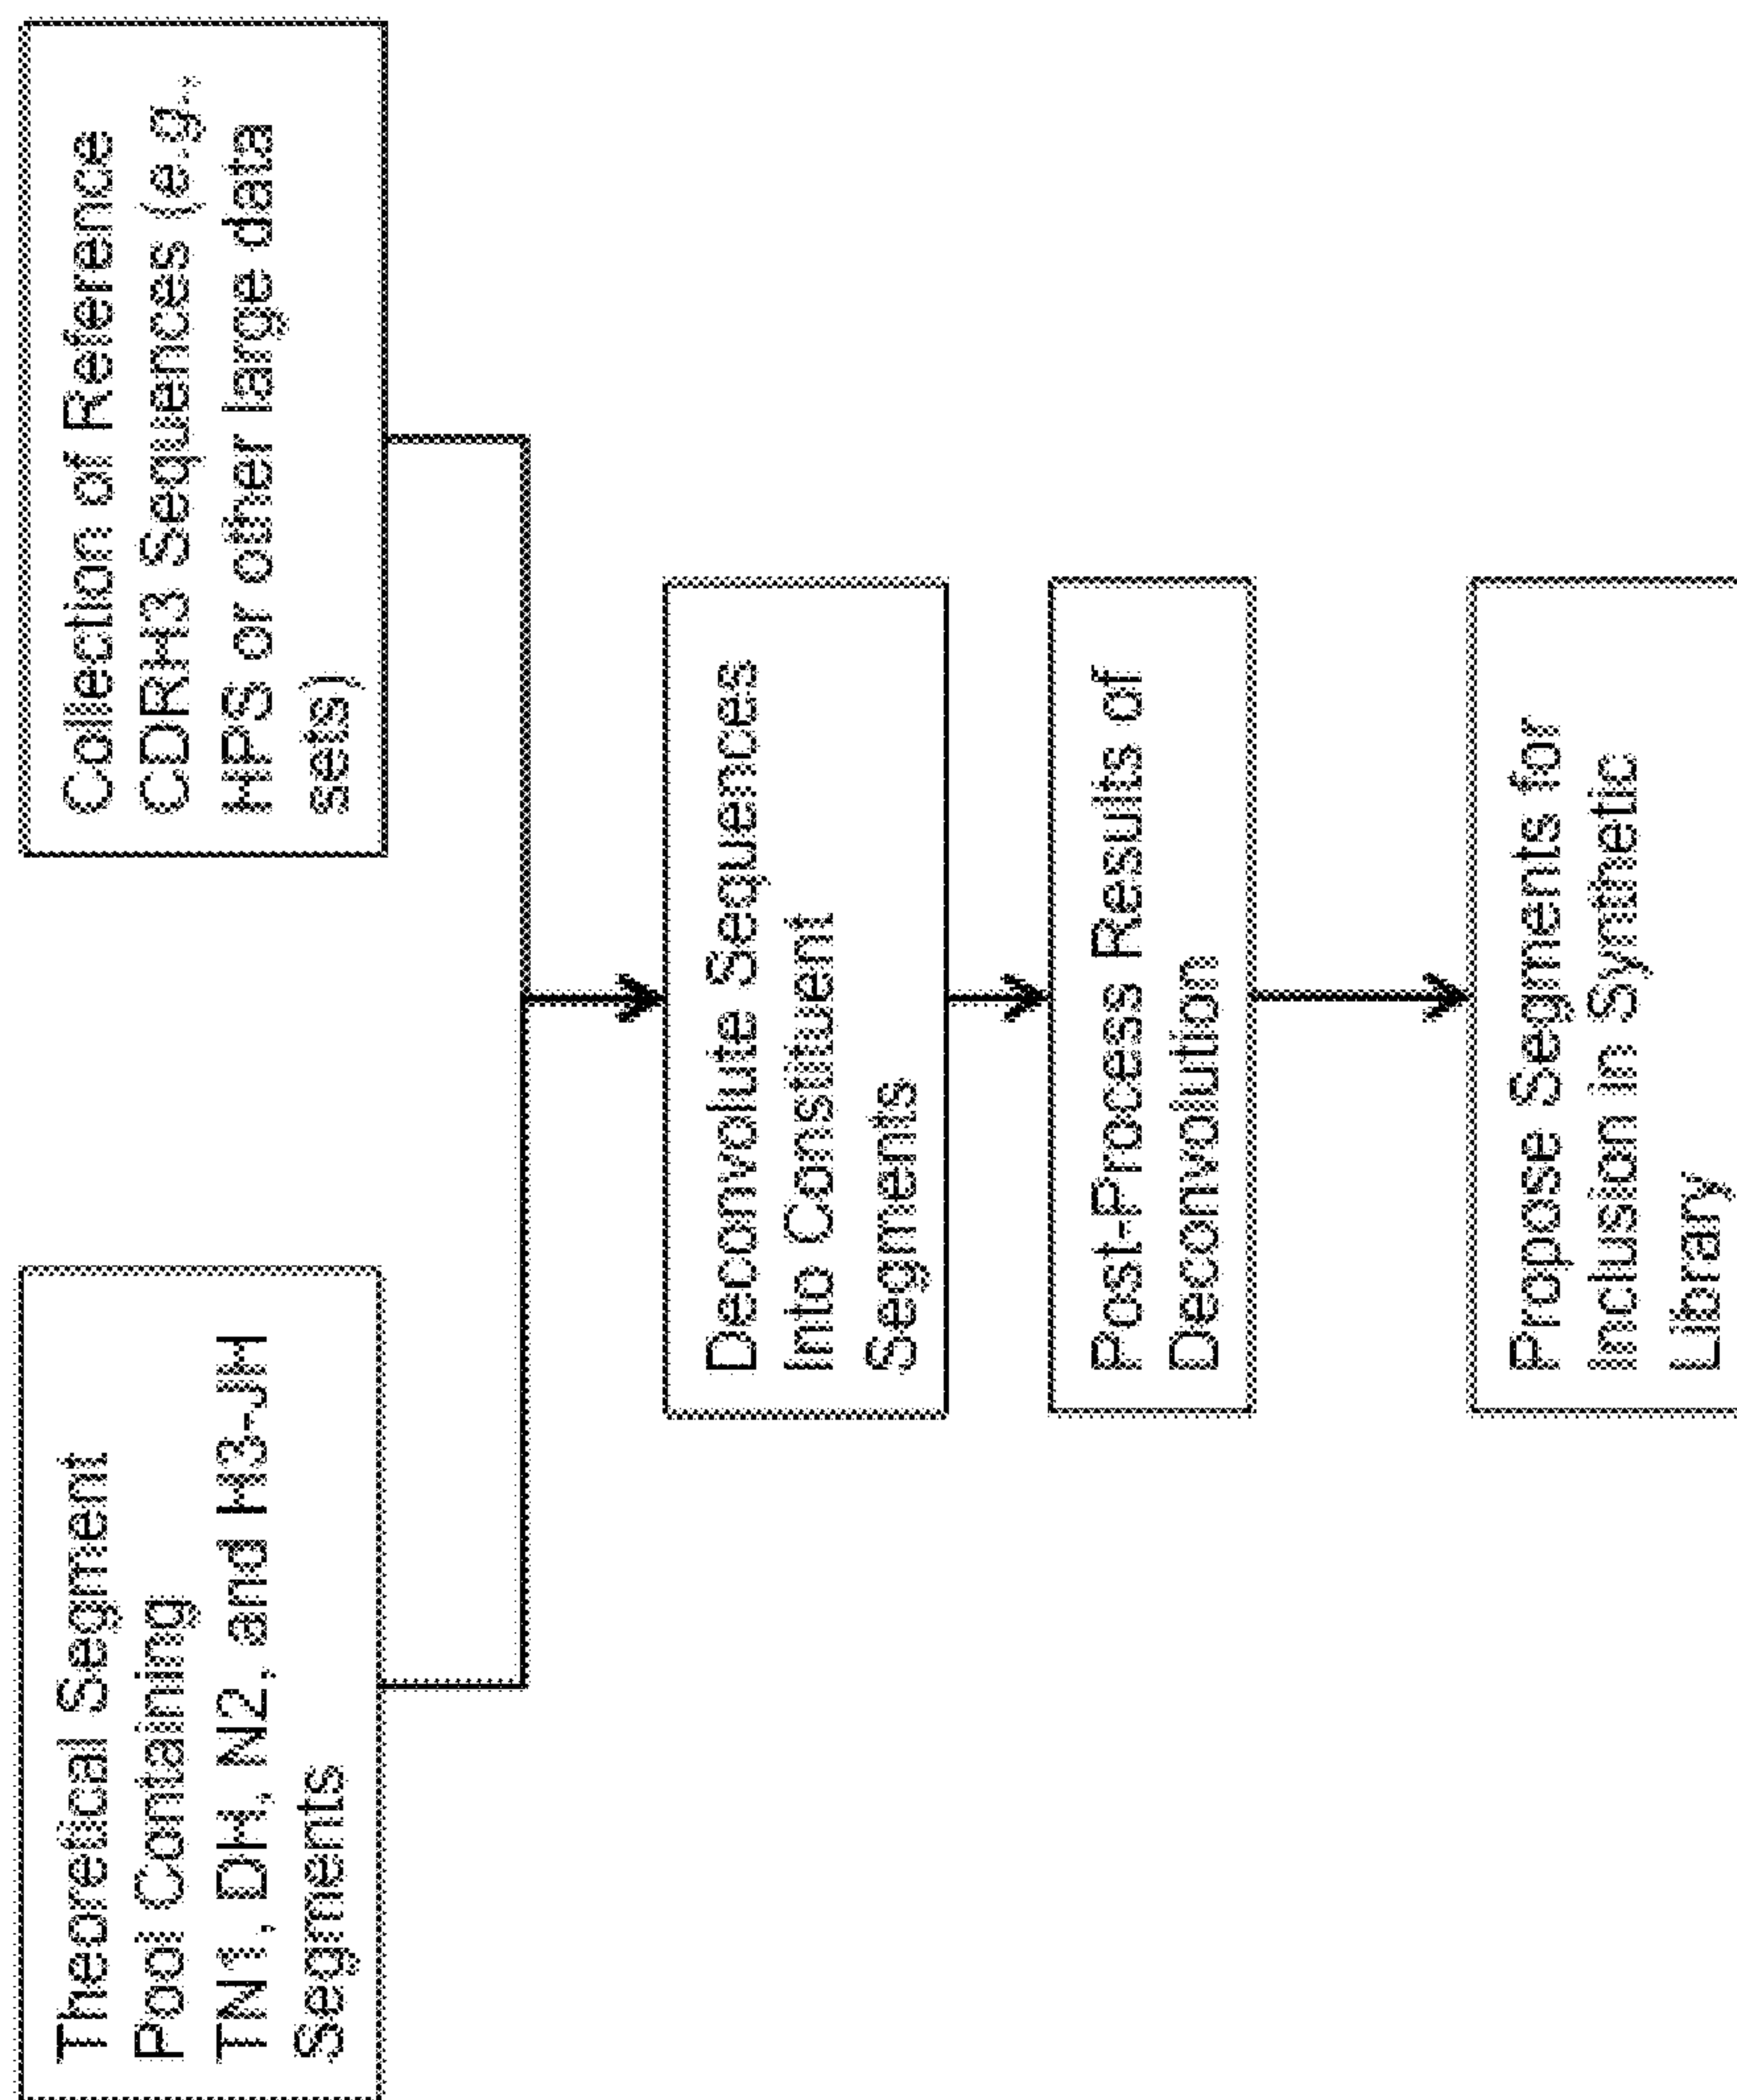 Theoretical Segment
Pool Containing
TN1, DH, N2, and H3-JH
Segments
Collection of Reference
CDRH3 Sequences (e.g.,
HPS or other large data
sets)
Deconvolute Sequences
Into Constituent
Segments
Post-Process Results of
Deconvolution
Propose Segments for
Inclusion in Synthetic
Library